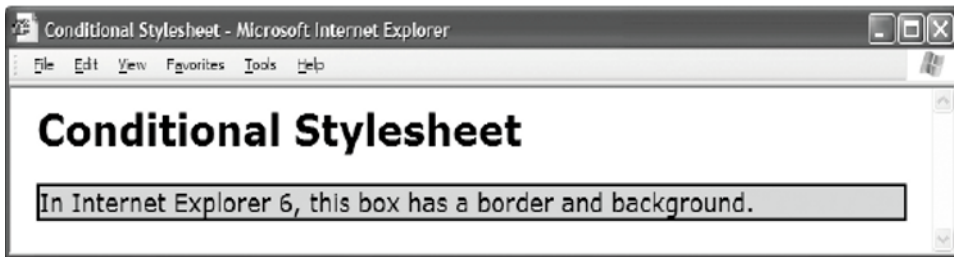 Conditional Stylesheet - Microsoft Internet Explorer
File Edit View Favorites Tools Help
Conditional Stylesheet
In Internet Explorer 6, this box has a border and background.